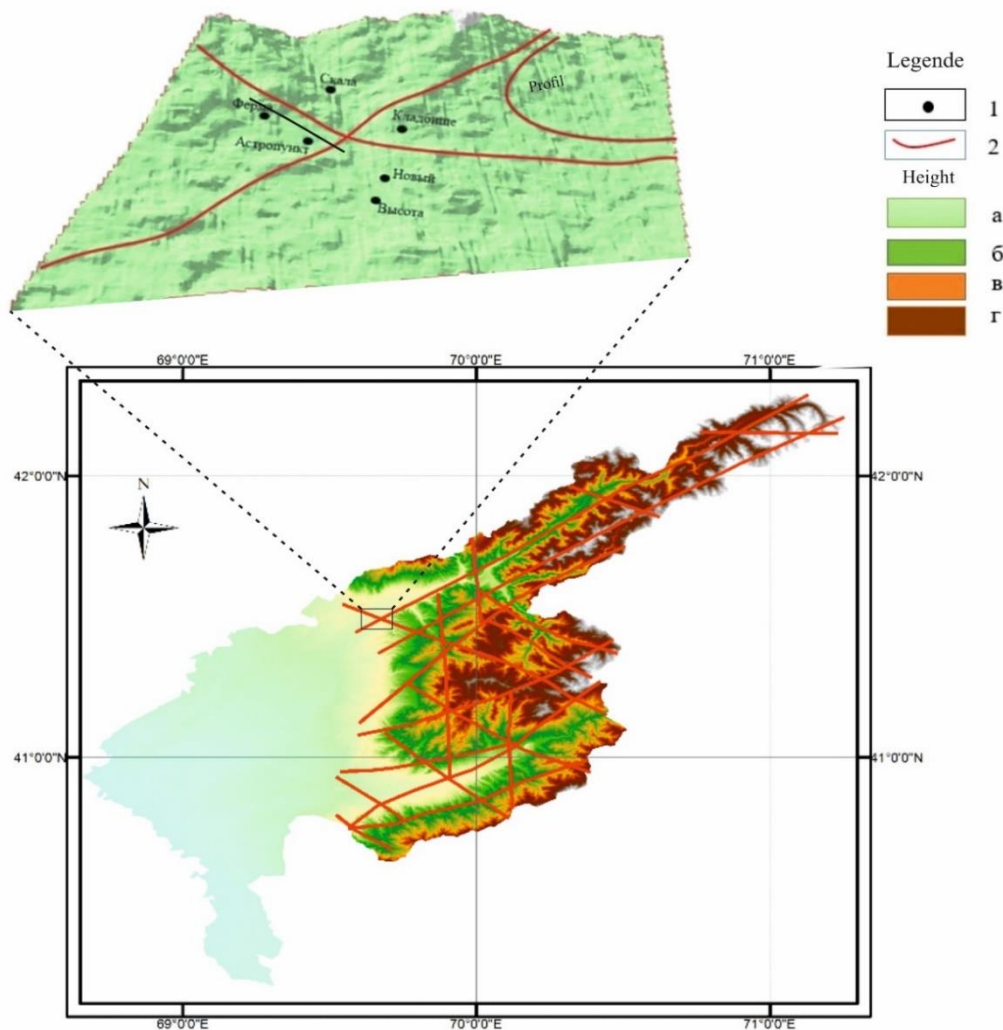 Скала
Profil
Ферма
Кладбище
Астропункт
Новый
Высота
Legende
1
2
Height
а
б
в
г
69°0'0"E
70°0'0"E
71°0'0"E
42°0'0"N
42°0'0"N
N
41°0'0"N
41°0'0"N
69°0'0"E
70°0'0"E
71°0'0"E